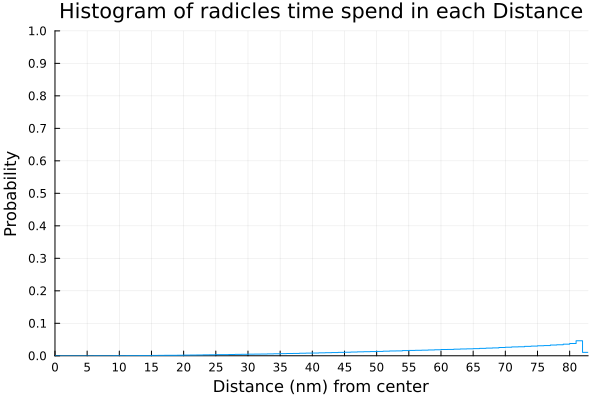 Histogram of radicles time spend in each Distance
1.0
0.9
0.8
0.7
0.6
0.5
0.4
0.3
0.2
0.1
0.0
Probability
0 5 10 15 20 25 30 35 40 45 50 55 60 65 70 75 80
Distance (nm) from center